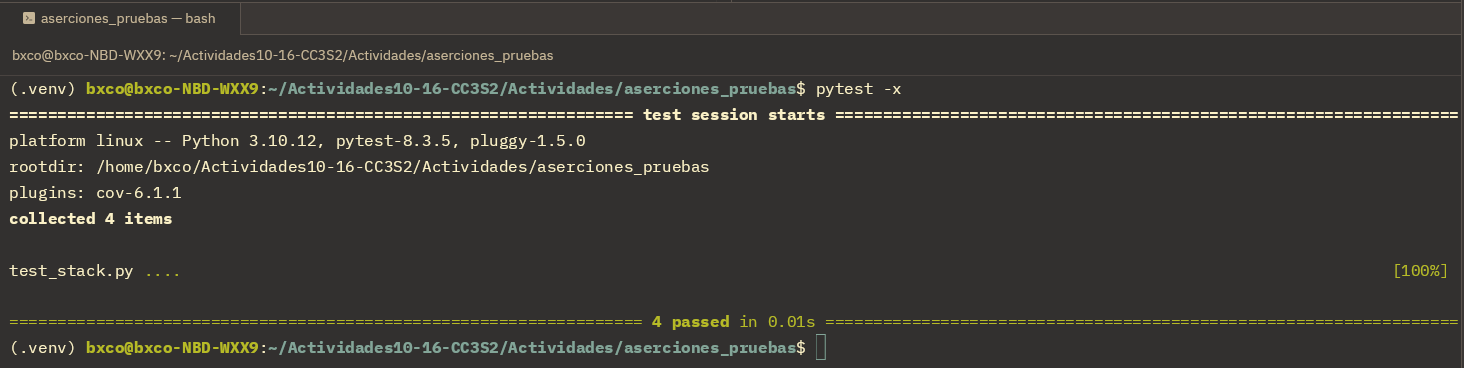 aserciones_pruebas — bash
bxco@bxco-NBD-WXX9: ~/Actividades10-16-CC3S2/Actividades/aserciones_pruebas
(.venv) bxco@bxco-NBD-WXX9:~/Actividades10-16-CC3S2/Actividades/aserciones_pruebas$ pytest -x
================================================================= test session starts =================================================================
platform linux -- Python 3.10.12, pytest-8.3.5, pluggy-1.5.0
rootdir: /home/bxco/Actividades10-16-CC3S2/Actividades/aserciones_pruebas
plugins: cov-6.1.1
collected 4 items
test_stack.py .... [100%]
================================================================== 4 passed in 0.01s ==================================================================
(.venv) bxco@bxco-NBD-WXX9:~/Actividades10-16-CC3S2/Actividades/aserciones_pruebas$